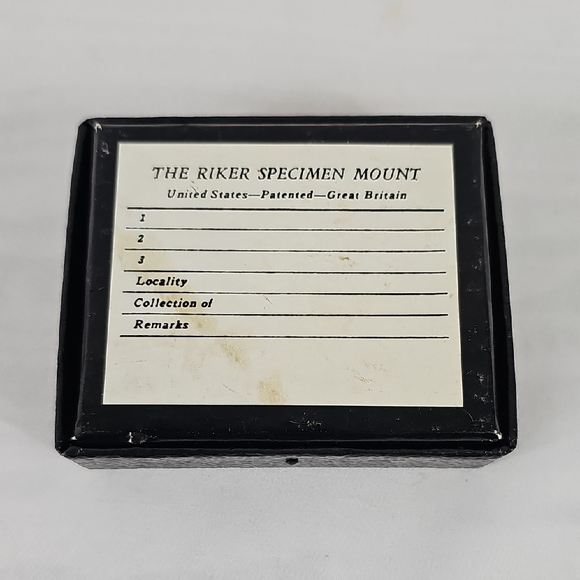 THE RIKER SPECIMEN MOUNT
United States—Patented—Great Britain
1
2
3
Locality
Collection of
Remarks